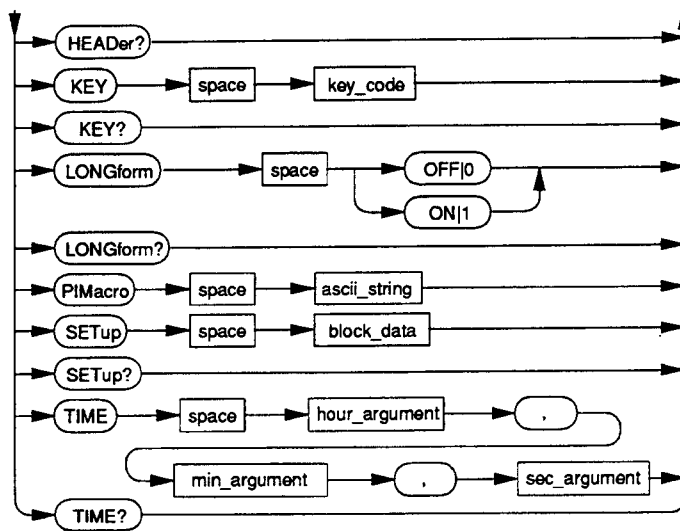 HEADer?
KEY space key_code
KEY?
LONGform space OFF|0
ON|1
LONGform?
PIMacro space ascii_string
SETup space block_data
SETup?
TIME space hour_argument ,
min_argument , sec_argument
TIME?